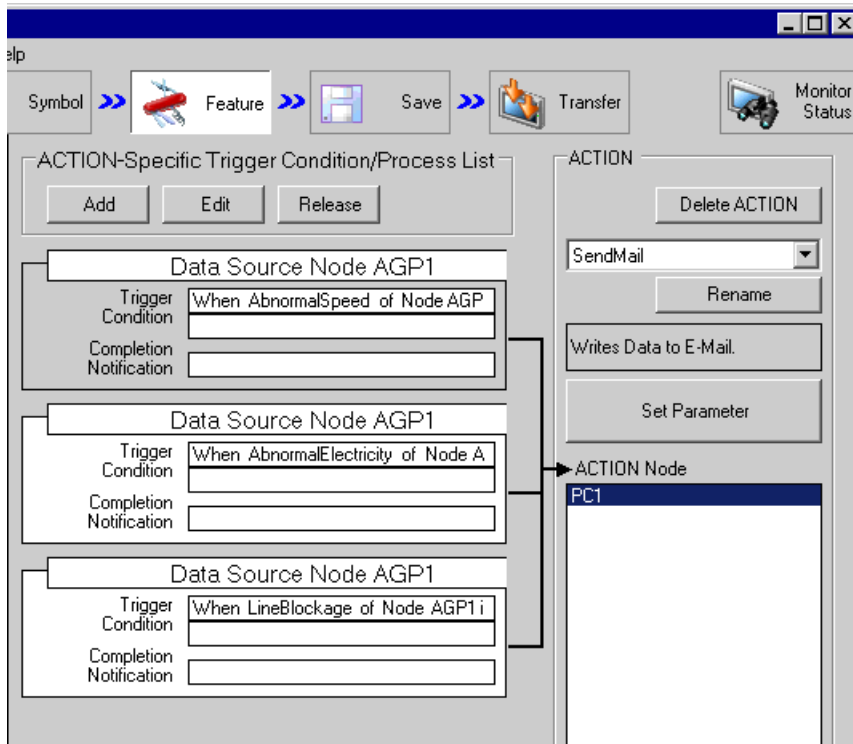 elp
Symbol
Feature
Save
Transfer
Monitor
Status
ACTION-Specific Trigger Condition/Process List
Add
Edit
Release
Data Source Node AGP1
Trigger
Condition
When AbnormalSpeed of Node AGP
Completion
Notification
Data Source Node AGP1
Trigger
Condition
When AbnormalElectricity of Node A
Completion
Notification
Data Source Node AGP1
Trigger
Condition
When LineBlockage of Node AGP1 i
Completion
Notification
ACTION
Delete ACTION
SendMail
Rename
Writes Data to E-Mail.
Set Parameter
ACTION Node
PC1